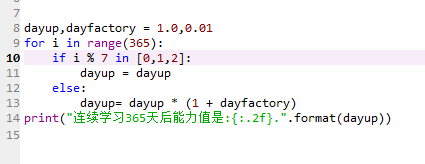 8 dayup,dayfactory = 1.0,0.01
9 for i in range(365):
10     if i % 7 in [0,1,2]:
11         dayup = dayup
12     else:
13         dayup= dayup * (1 + dayfactory)
14 print("连续学习365天后能力值是:{:.2f}.".format(dayup))
15